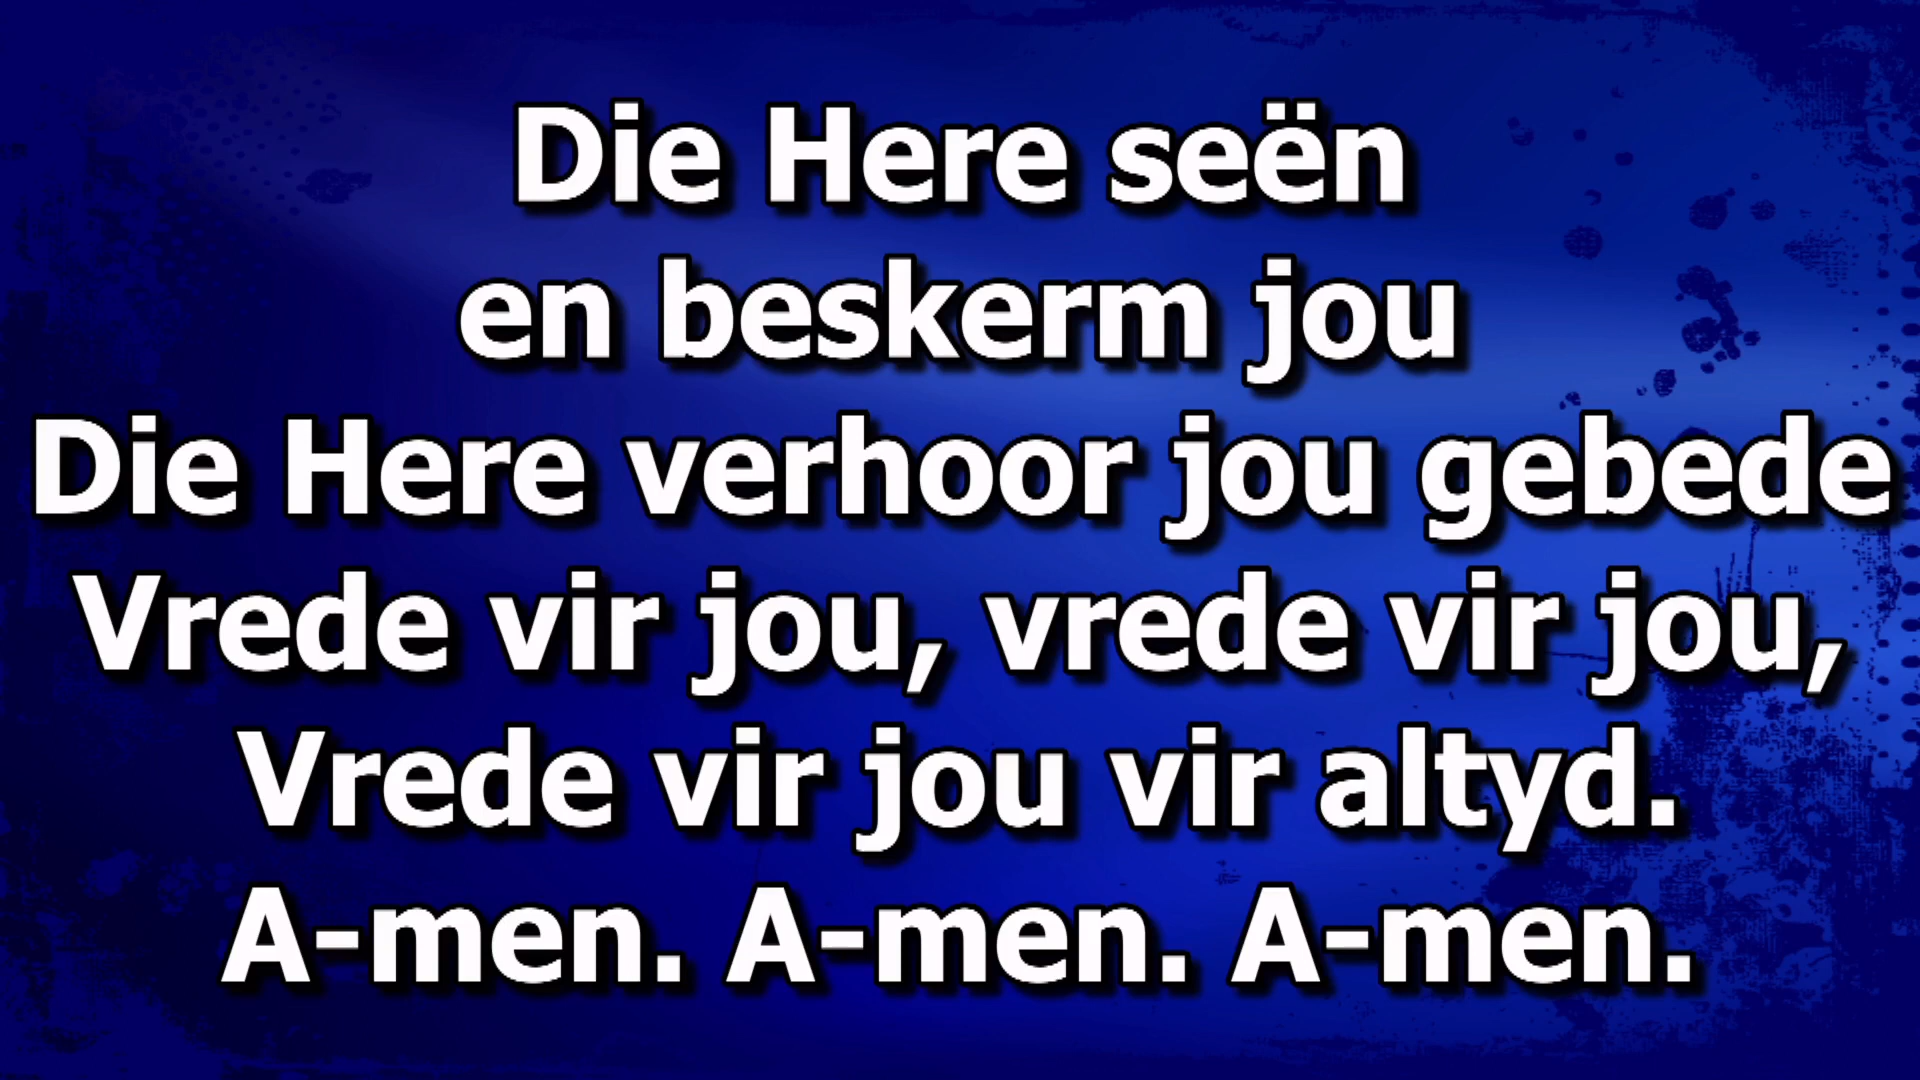 Die Here seën
en beskerm jou
Die Here verhoor jou gebede
Vrede vir jou, vrede vir jou,
Vrede vir jou vir altyd.
A-men. A-men. A-men.